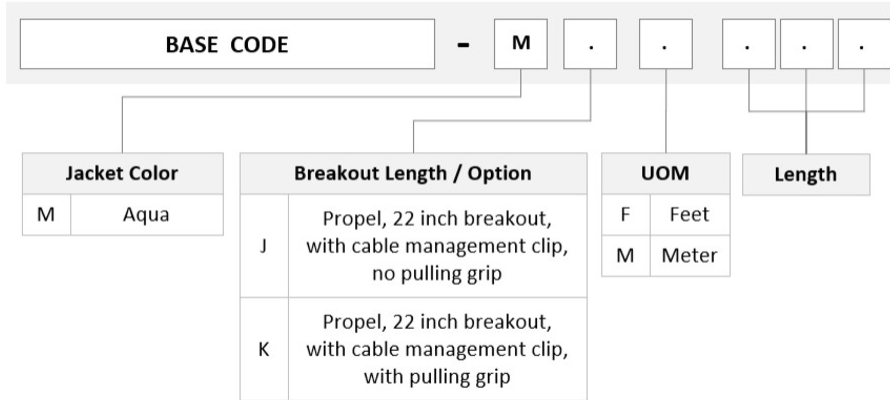 BASE CODE - M . . . . .
Jacket Color
M Aqua
Breakout Length / Option
J Propel, 22 inch breakout,
with cable management clip,
no pulling grip
K Propel, 22 inch breakout,
with cable management clip,
with pulling grip
UOM
F Feet
M Meter
Length